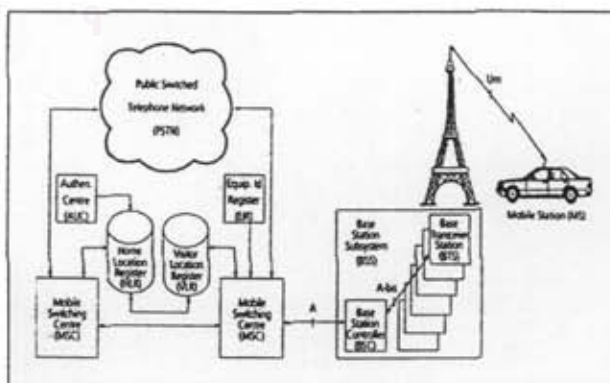 Public Switched
Telephone Network
(PSTN)
Um
Authen.
Centre
(AUC)
Equip. Id
Register
(EIR)
Home
Location
Register
(HLR)
Visitor
Location
Register
(VLR)
Mobile
Switching
Centre
(MSC)
Mobile
Switching
Centre
(MSC)
A
Base
Station
Subsystem
(BSS)
Base
Station
(BTS)
A-bis
Base
Station
Controller
(BSC)
Mobile Station (MS)